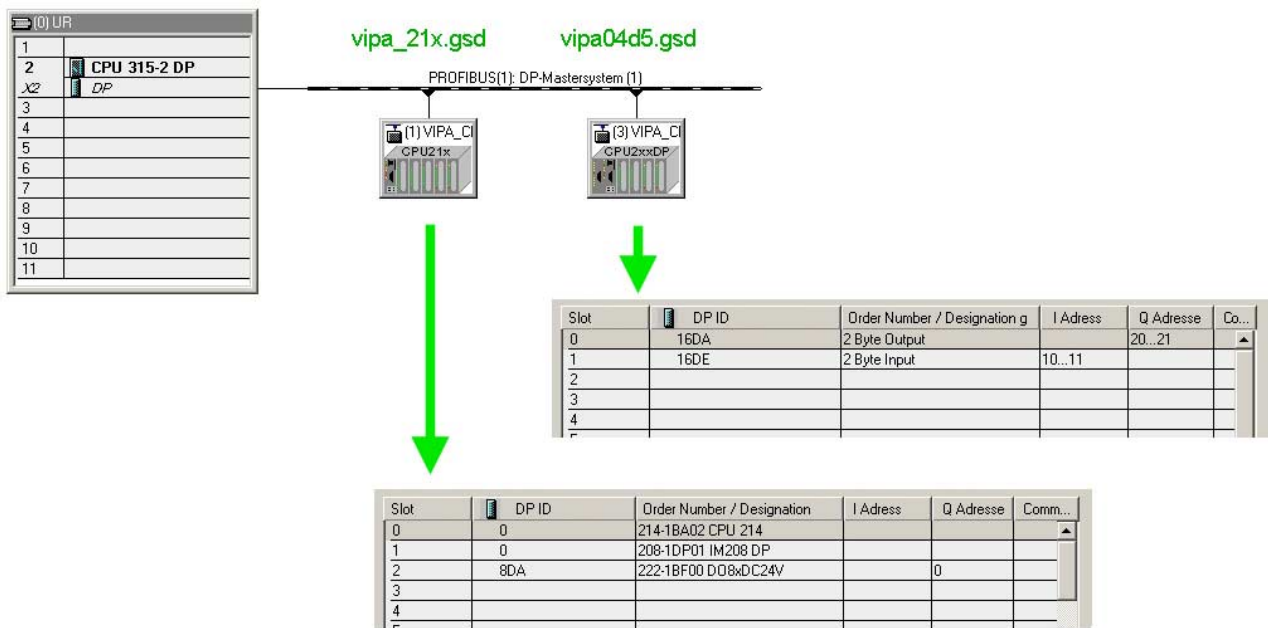 (0) UR
1
2 CPU 315-2 DP
X2 DP
3
4
5
6
7
8
9
10
11
vipa_21x.gsd vipa04d5.gsd
PROFIBUS(1): DP-Mastersystem (1)
(1) VIPA_Cl
CPU21x
(3) VIPA_Cl
CPU2xxDP
Slot DP ID Order Number / Designation g I Adress Q Adresse Co...
0 16DA 2 Byte Output 20...21
1 16DE 2 Byte Input 10...11
2
3
4
Slot DP ID Order Number / Designation I Adress Q Adresse Comm...
0 0 214-1BA02 CPU 214
1 0 208-1DP01 IM208 DP
2 8DA 222-1BF00 DO8xDC24V 0
3
4